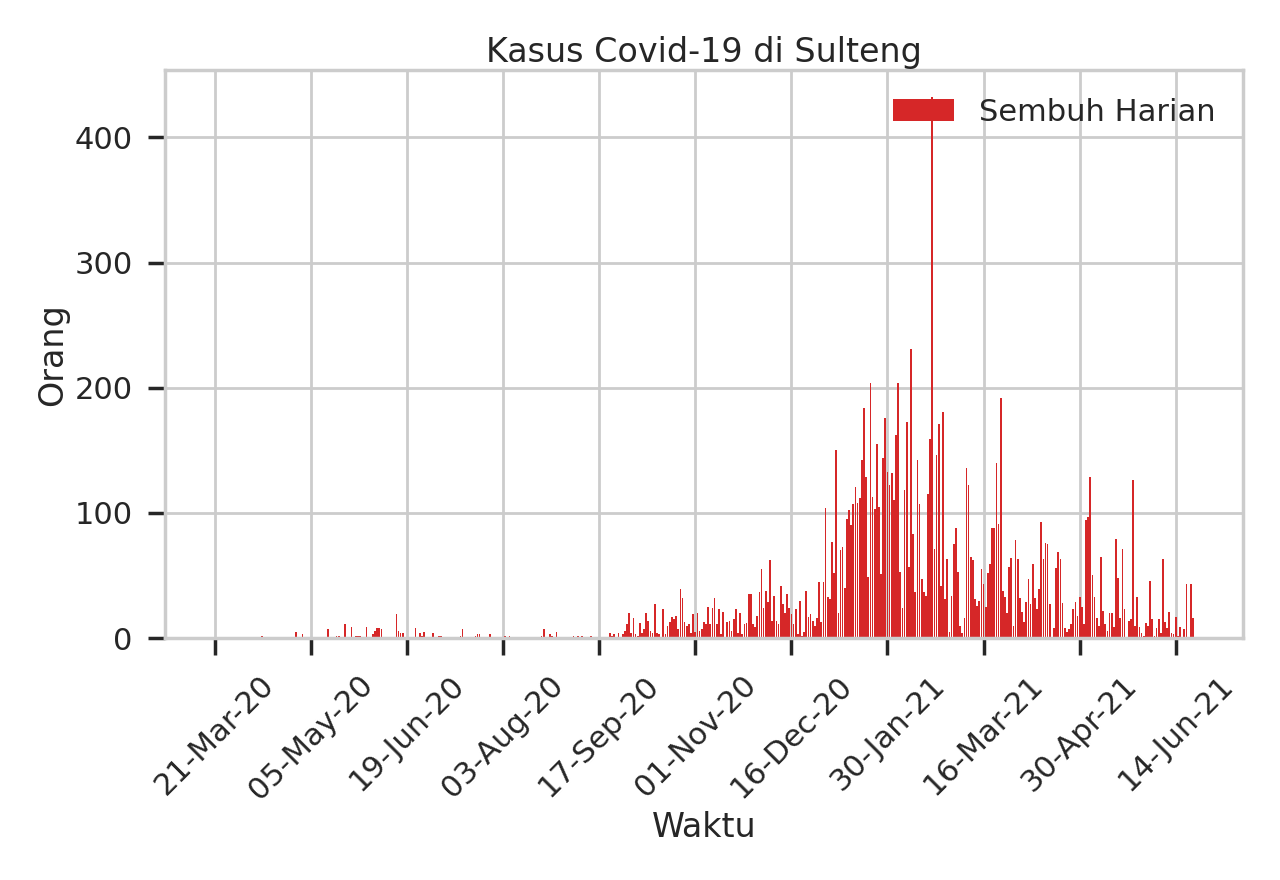 Kasus Covid-19 di Sulteng
Sembuh Harian
Orang
400
300
200
100
0
21-Mar-20
05-May-20
19-Jun-20
03-Aug-20
17-Sep-20
01-Nov-20
16-Dec-20
30-Jan-21
16-Mar-21
30-Apr-21
14-Jun-21
Waktu